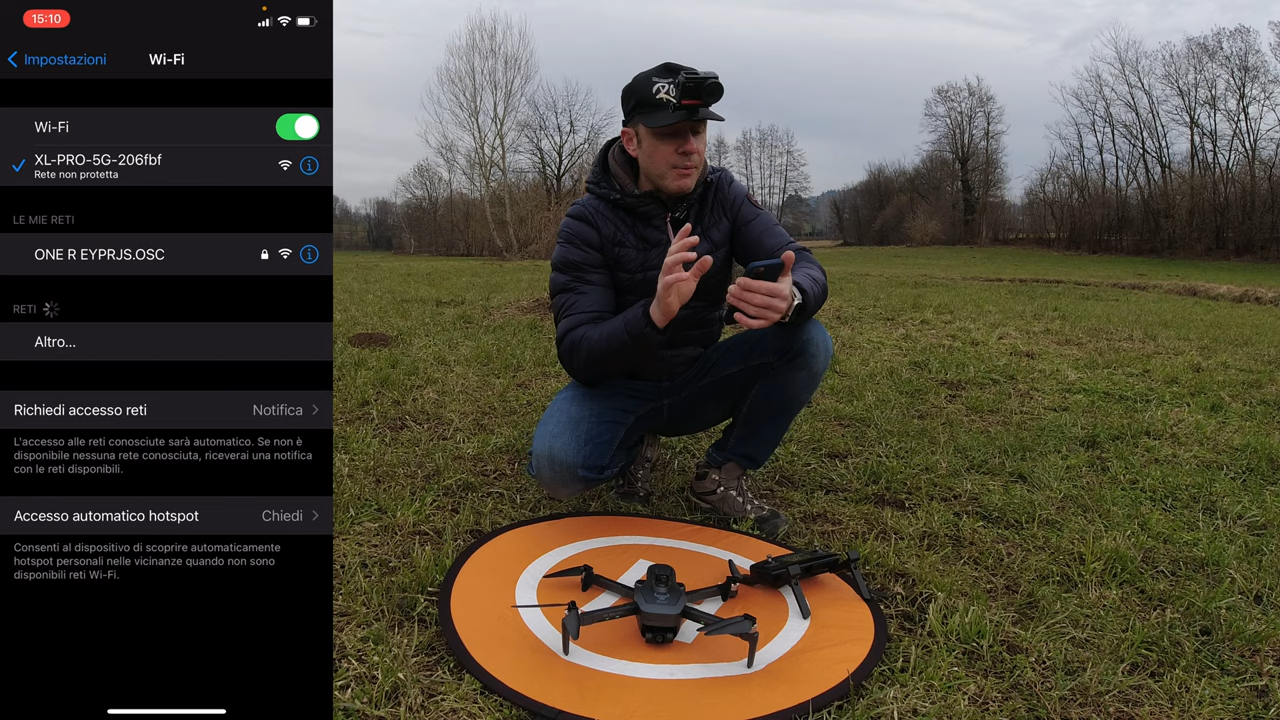 15:10
Impostazioni
Wi-Fi
Wi-Fi
XL-PRO-5G-206fbf
Rete non protetta
LE MIE RETI
ONE R EYPRJS.OSC
RETI
Altro...
Richiedi accesso reti
Notifica
L'accesso alle reti conosciute sarà automatico. Se non è
disponibile nessuna rete conosciuta, riceverai una notifica
con le reti disponibili.
Accesso automatico hotspot
Chiedi
Consenti al dispositivo di scoprire automaticamente
hotspot personali nelle vicinanze quando non sono
disponibili reti Wi-Fi.